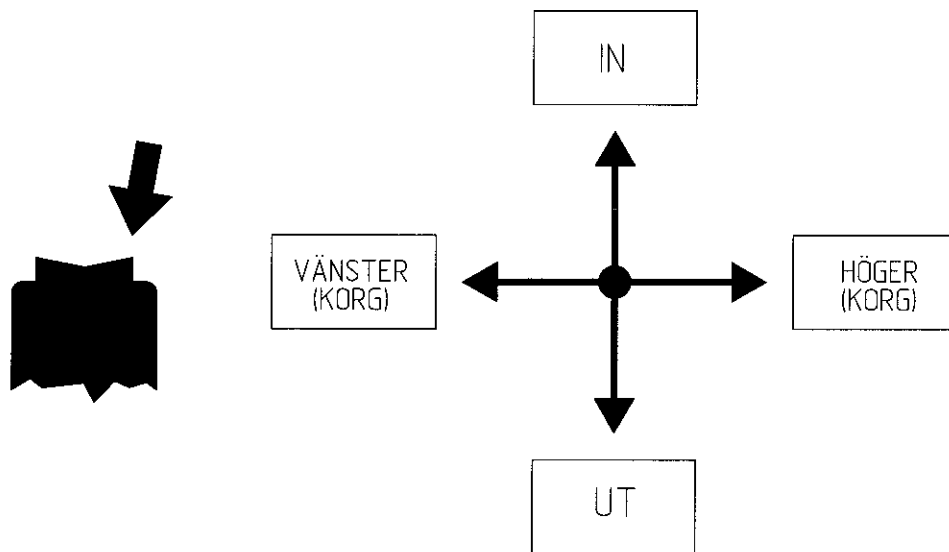 IN
VÄNSTER
(KORG)
HÖGER
(KORG)
UT